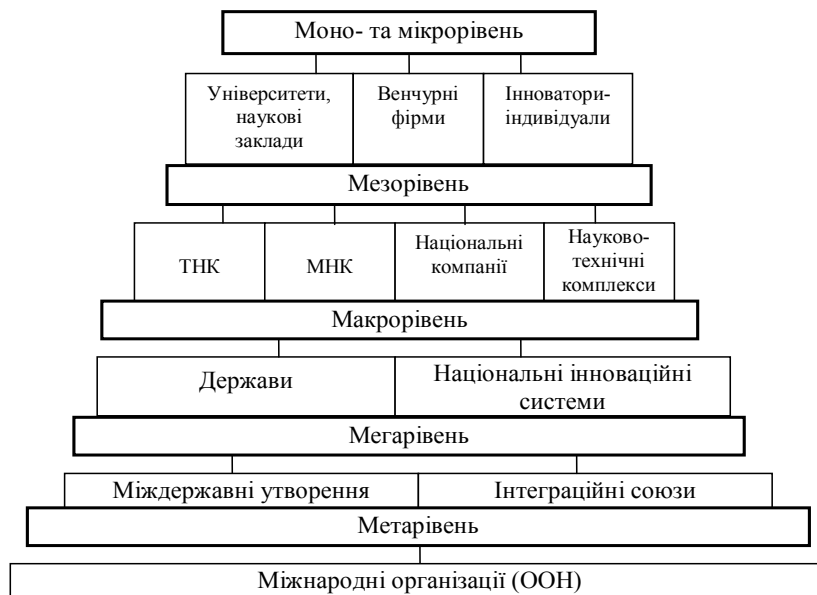 Моно- та мікрорівень
Університети,
наукові
заклади
Венчурні
фірми
Інноватори-
індивідуали
Мезорівень
ТНК
МНК
Національні
компанії
Науково-
технічні
комплекси
Макрорівень
Держави
Національні інноваційні
системи
Мегарівень
Міждержавні утворення
Інтеграційні союзи
Метарівень
Міжнародні організації (ООН)